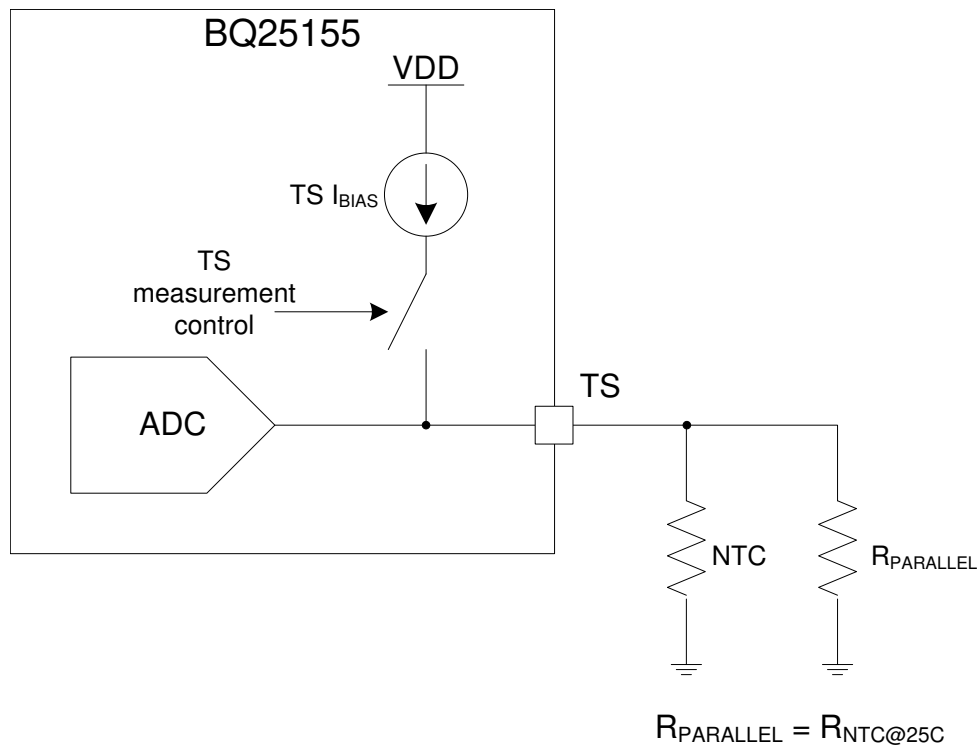 BQ25155
VDD
TS IBIAS
TS
measurement
control
ADC
TS
NTC
RPARALLEL
RPARALLEL = RNTC@25C